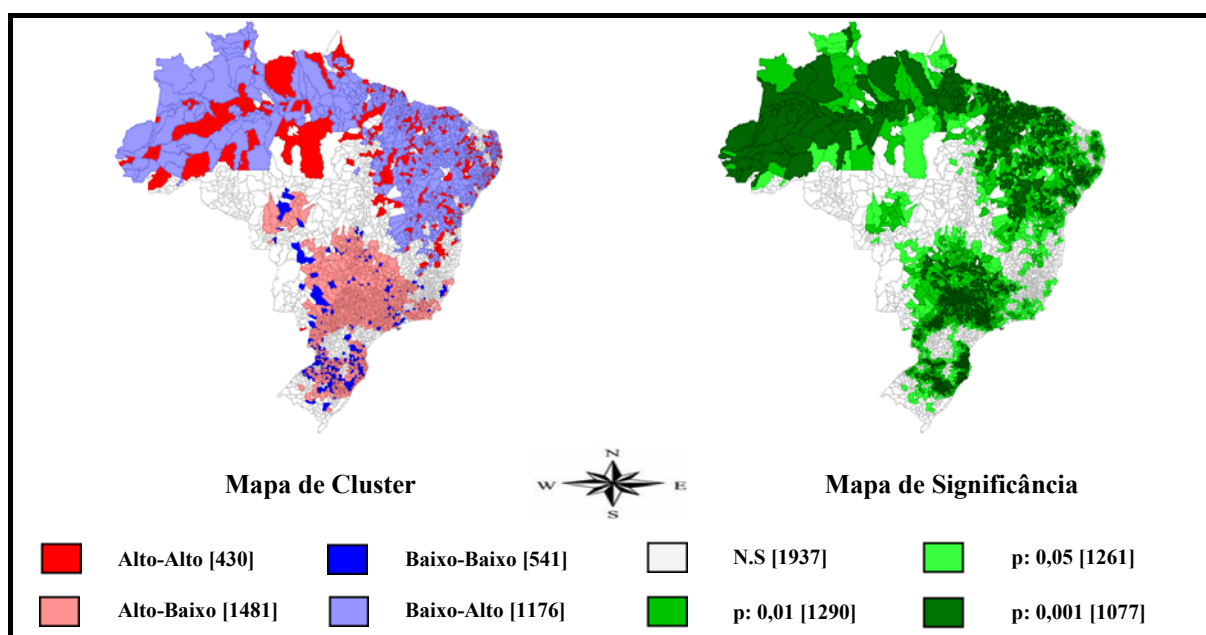 N
W E
S
Mapa de Cluster
Mapa de Significância
Alto-Alto [430] Baixo-Baixo [541] N.S [1937] p: 0,05 [1261]
Alto-Baixo [1481] Baixo-Alto [1176] p: 0,01 [1290] p: 0,001 [1077]